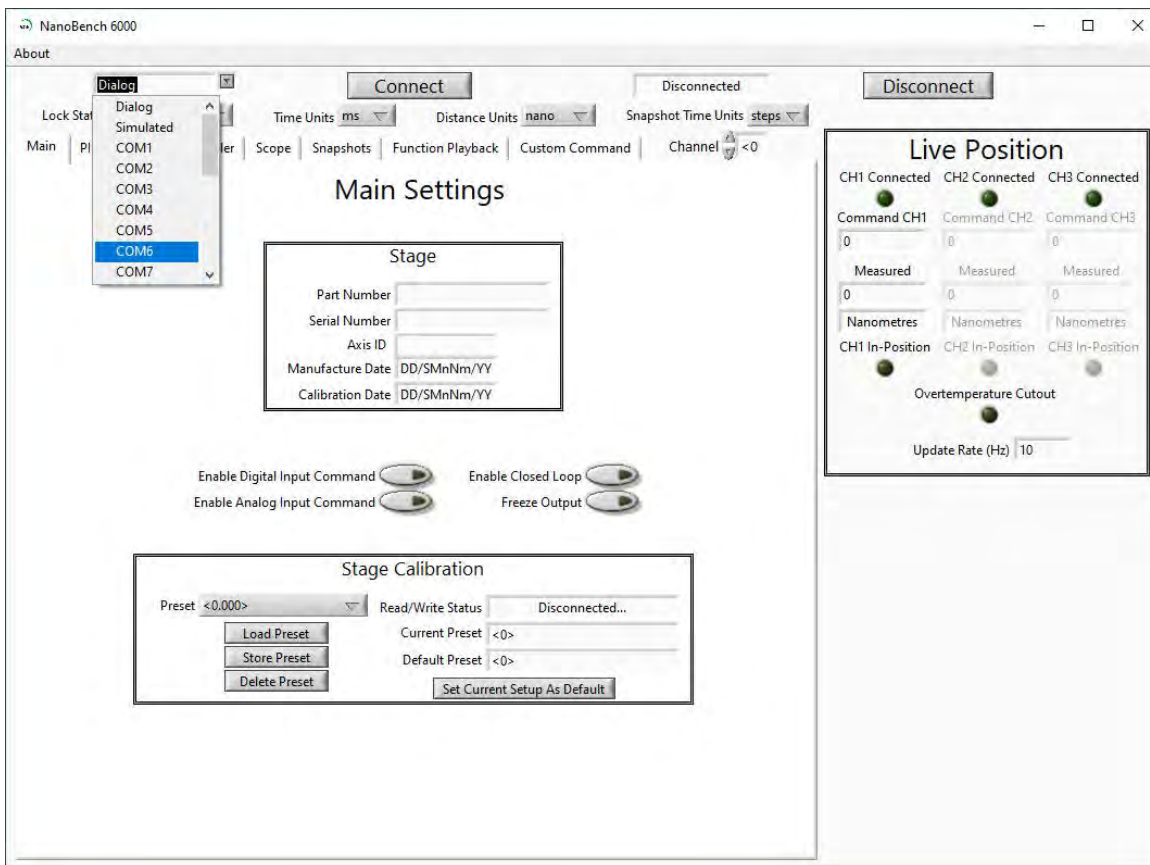 NanoBench 6000
About
Dialog
Connect
Disconnected
Disconnect
Lock Stat
Time Units ms
Distance Units nano
Snapshot Time Units steps
Dialog
Simulated
COM1
COM2
COM3
COM4
COM5
COM6
COM7
Main Pl ler Scope Snapshots Function Playback Custom Command Channel <0
Main Settings
Stage
Part Number
Serial Number
Axis ID
Manufacture Date DD/SMnNm/YY
Calibration Date DD/SMnNm/YY
Enable Digital Input Command Enable Closed Loop
Enable Analog Input Command Freeze Output
Stage Calibration
Preset <0.000> Read/Write Status Disconnected...
Load Preset Current Preset <0>
Store Preset Default Preset <0>
Delete Preset Set Current Setup As Default
Live Position
CH1 Connected CH2 Connected CH3 Connected
Command CH1 Command CH2 Command CH3
0 0 0
Measured Measured Measured
0 0 0
Nanometres Nanometres Nanometres
CH1 In-Position CH2 In-Position CH3 In-Position
Overtemperature Cutout
Update Rate (Hz) 10